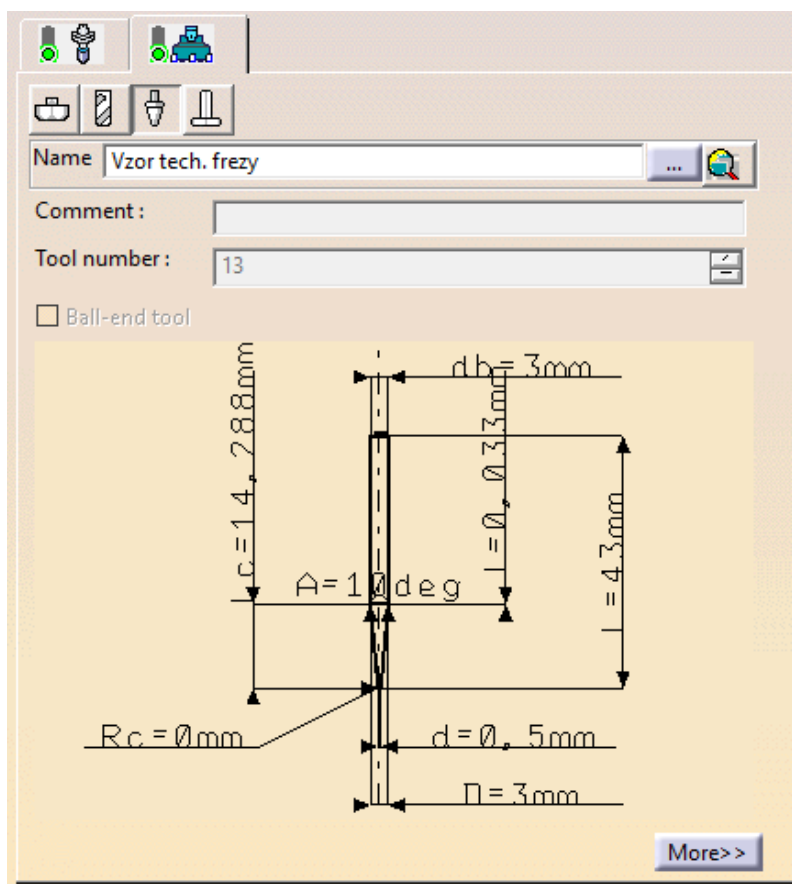 Name Vzor tech. frezy ...
Comment :
Tool number : 13
Ball-end tool
db=3mm
lc=14,288mm
l=0,033mm
L=43mm
A=10deg
Rc=0mm
d=0,5mm
D=3mm
More>>